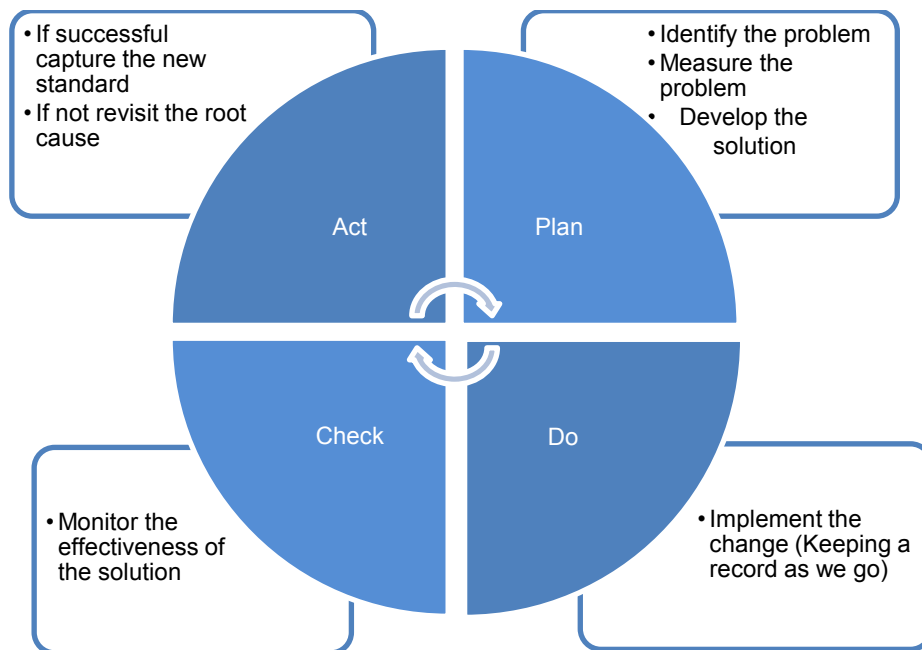 • If successful
capture the new
standard
• If not revisit the root
cause
• Identify the problem
• Measure the
problem
• Develop the
solution
Act
Plan
Check
Do
• Monitor the
effectiveness of
the solution
• Implement the
change (Keeping a
record as we go)